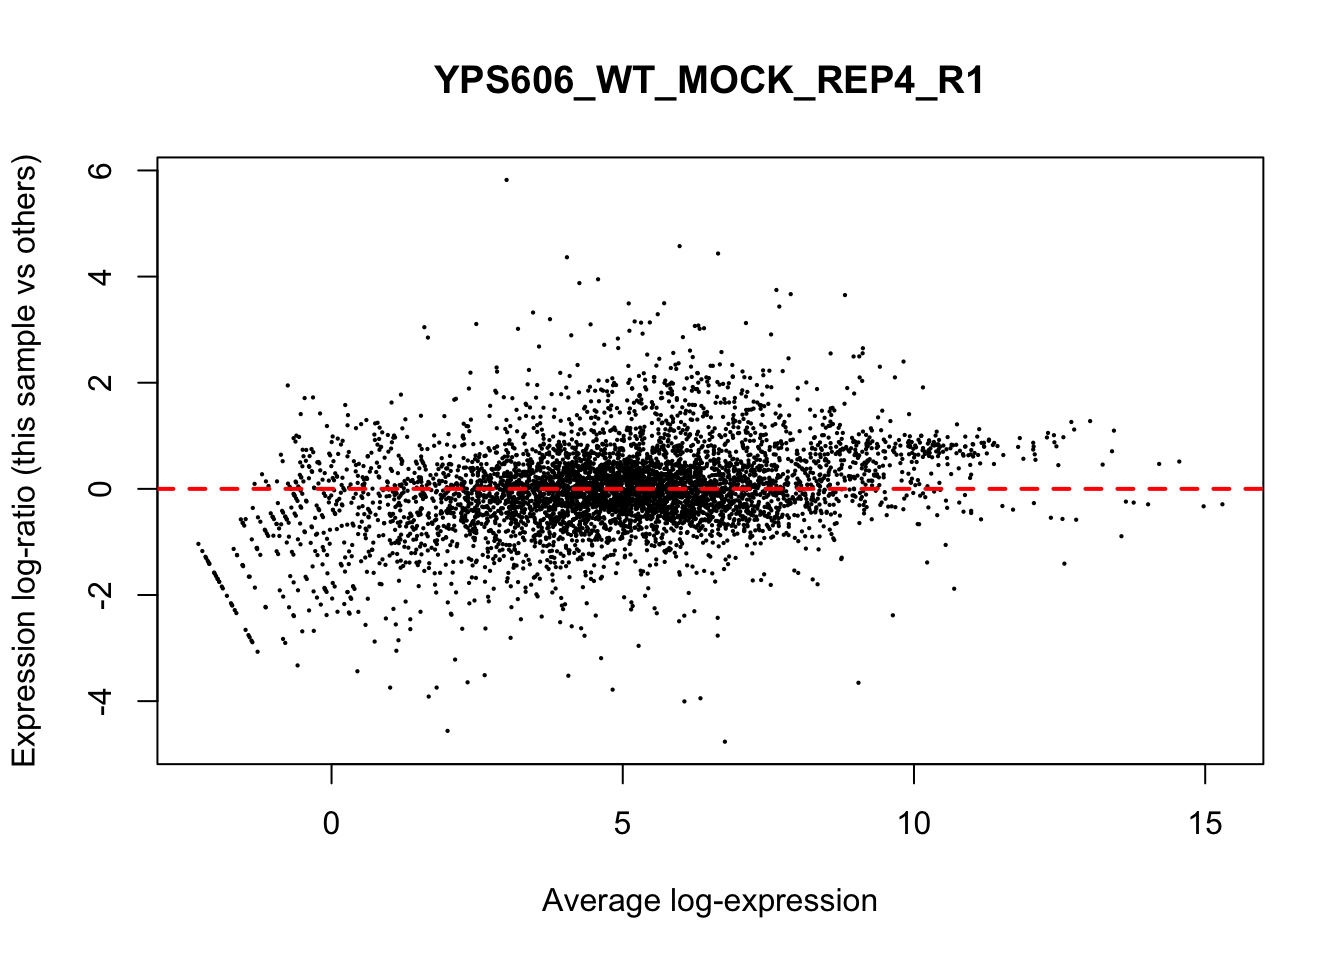 YPS606_WT_MOCK_REP4_R1
Expression log-ratio (this sample vs others)
6
4
2
0
-2
-4
0 5 10 15
Average log-expression